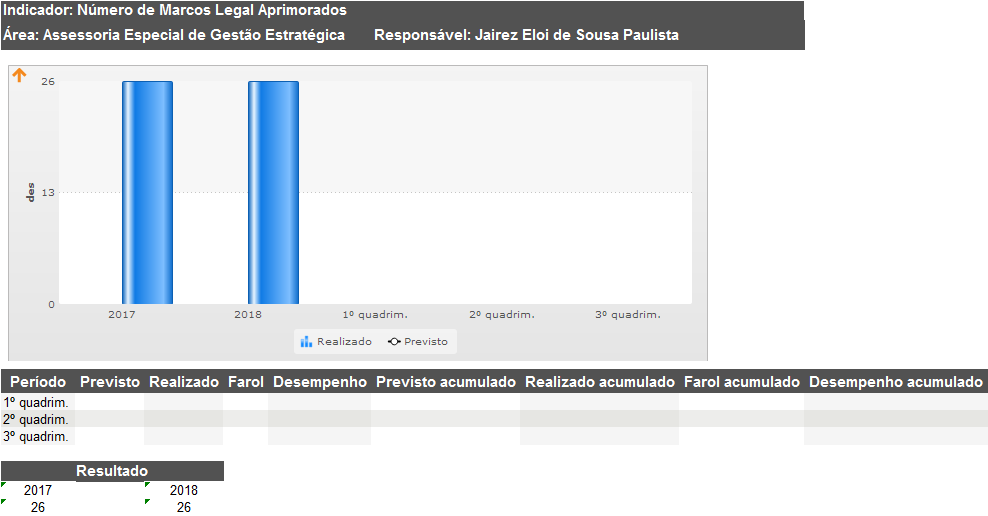 Indicador: Número de Marcos Legal Aprimorados
Área: Assessoria Especial de Gestão Estratégica Responsável: Jairez Eloi de Sousa Paulista
26
des
13
0
2017 2018 1º quadrim. 2º quadrim. 3º quadrim.
Realizado Previsto
Período Previsto Realizado Farol Desempenho Previsto acumulado Realizado acumulado Farol acumulado Desempenho acumulado
1º quadrim.
2º quadrim.
3º quadrim.
Resultado
2017 2018
26 26